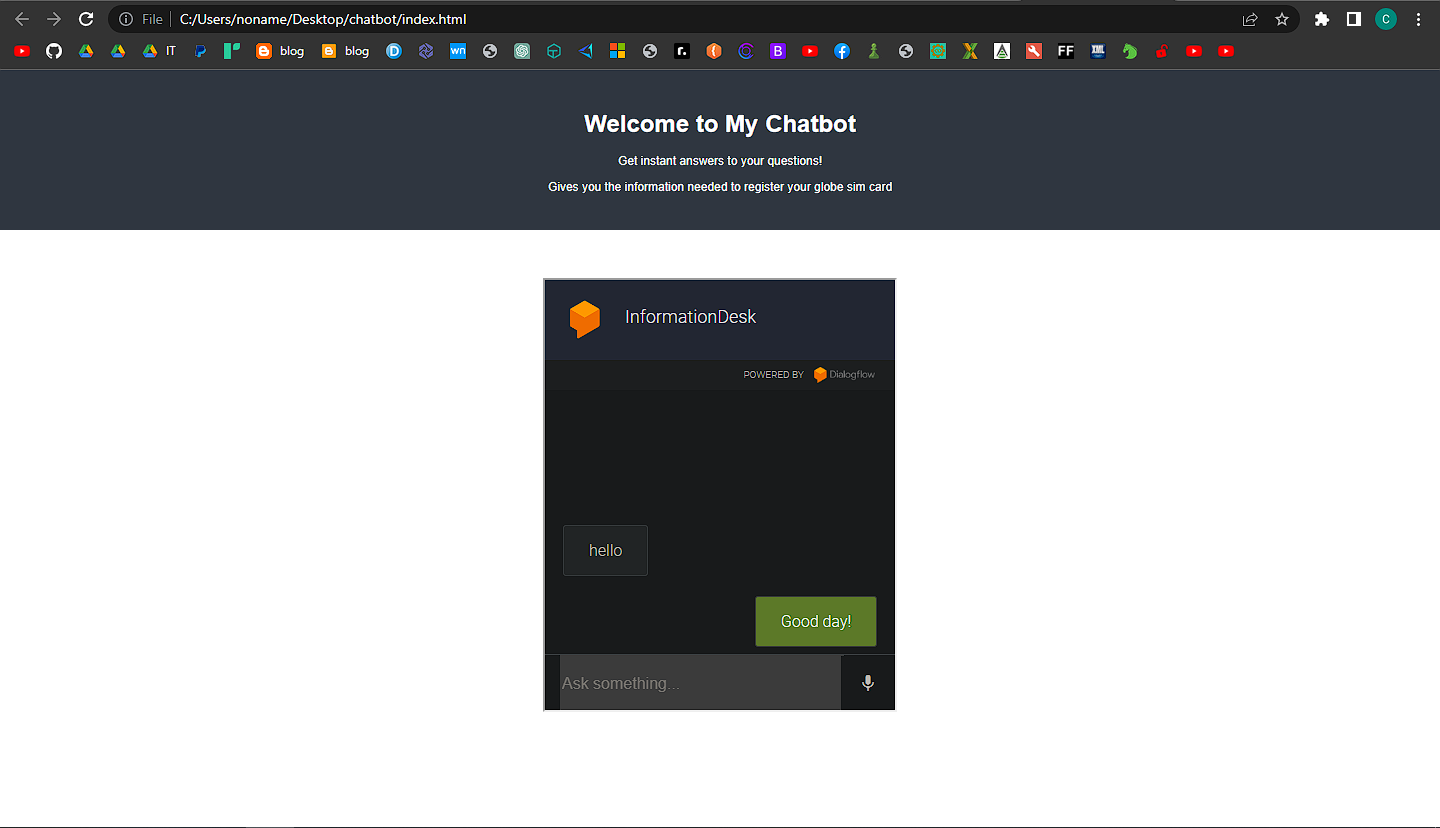 File C:/Users/noname/Desktop/chatbot/index.html C
IT blog blog D wn r. B FF XML
Welcome to My Chatbot
Get instant answers to your questions!
Gives you the information needed to register your globe sim card
InformationDesk
POWERED BY Dialogflow
hello
Good day!
Ask something...